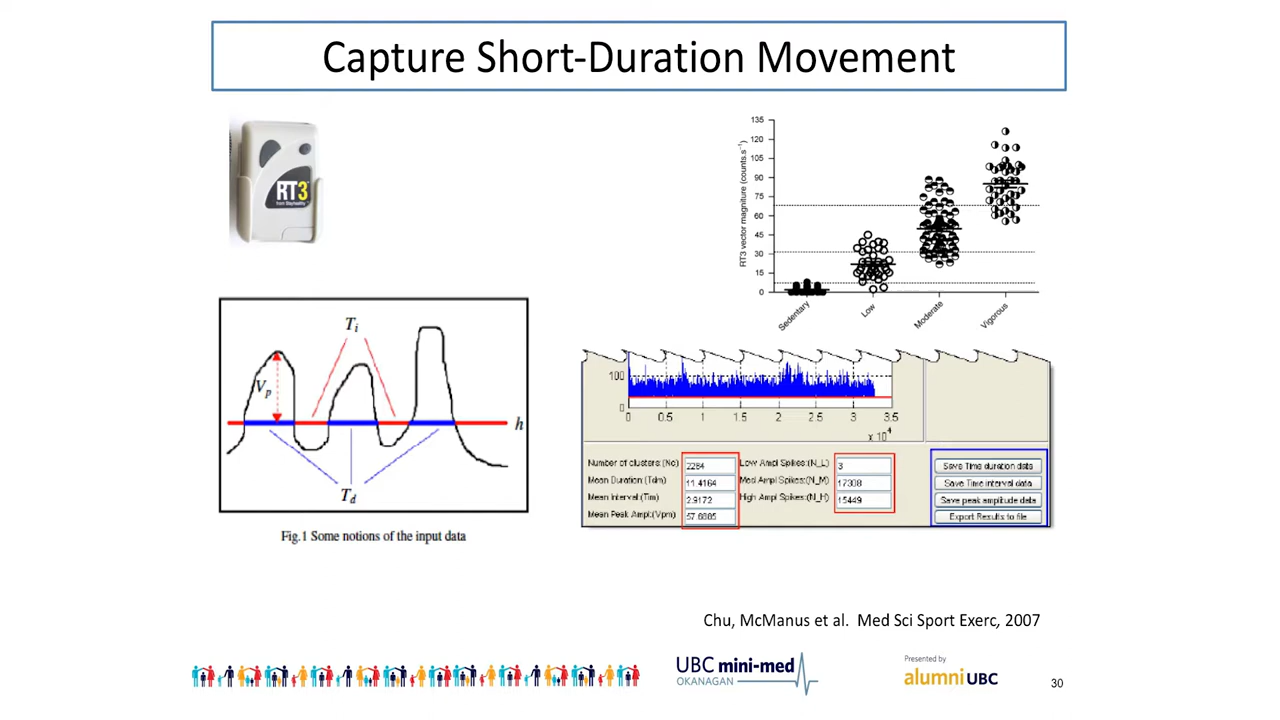 Capture Short-Duration Movement
RT3
135
120
105
90
75
60
45
30
15
0
RT3 vector magnitude (counts.s⁻¹)
Sedentary
Low
Moderate
Vigorous
Ti
Vp
h
Td
Fig.1 Some notions of the input data
100
0
0 0.5 1 1.5 2 2.5 3 3.5
x 10⁴
Number of clusters:(Nc) 2284
Mean Duration:(Tdm) 11.4164
Mean Interval:(Tim) 2.9172
Mean Peak Ampl:(Vpm) 57.6885
Low Ampl Spikes:(N_L) 3
Med Ampl Spikes:(N_M) 17308
High Ampl Spikes:(N_H) 15449
Save Time duration data
Save Time interval data
Save peak amplitude data
Export Results to file
Chu, McManus et al. Med Sci Sport Exerc, 2007
UBC mini-med
OKANAGAN
Presented by
alumni UBC
30